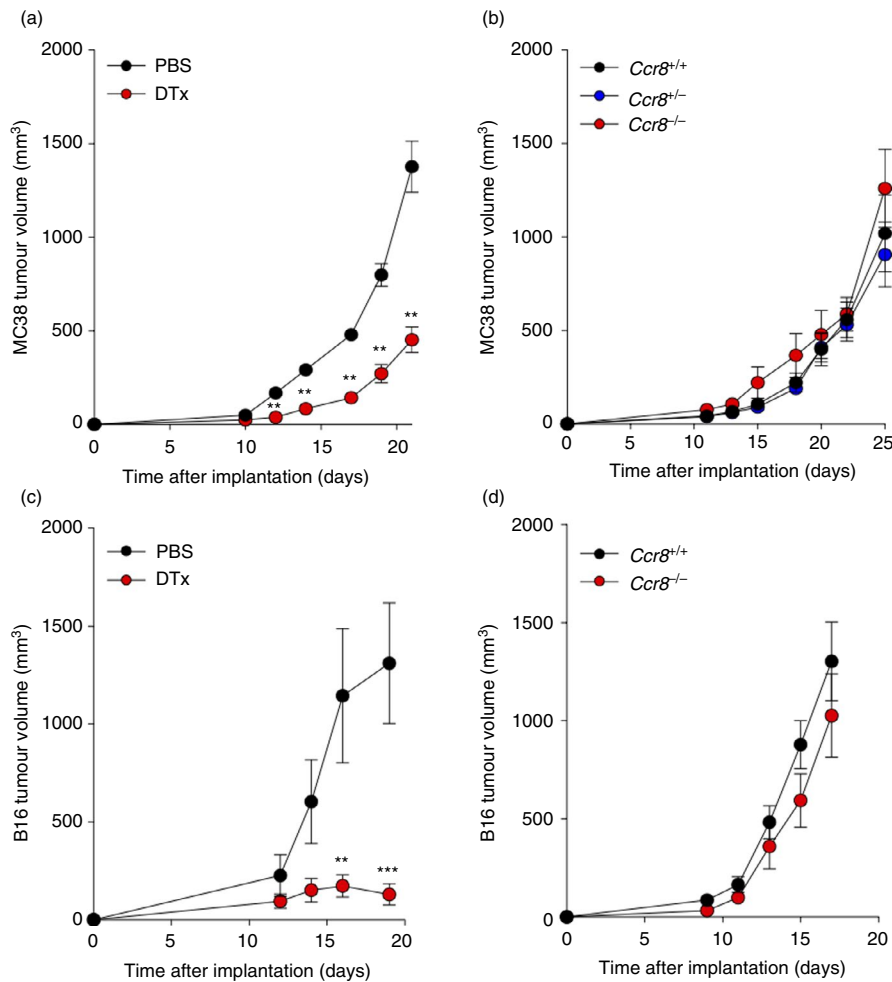 (a)
2000
1500
1000
500
0
MC38 tumour volume (mm³)
PBS
DTx
**
**
**
**
**
0 5 10 15 20
Time after implantation (days)
(b)
2000
1500
1000
500
0
MC38 tumour volume (mm³)
Ccr8+/+
Ccr8+/–
Ccr8–/–
0 5 10 15 20 25
Time after implantation (days)
(c)
2000
1500
1000
500
0
B16 tumour volume (mm³)
PBS
DTx
**
***
0 5 10 15 20
Time after implantation (days)
(d)
2000
1500
1000
500
0
B16 tumour volume (mm³)
Ccr8+/+
Ccr8–/–
0 5 10 15 20
Time after implantation (days)